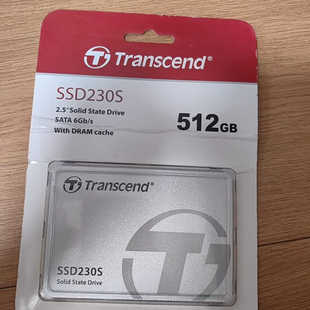 Transcend®
SSD230S
2.5" Solid State Drive
SATA 6Gb/s
With DRAM cache
512GB
Transcend®
SSD230S
Solid State Drive